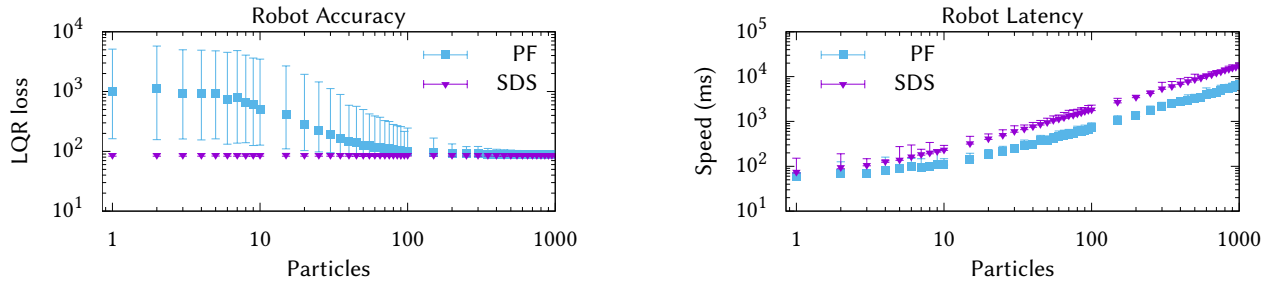 Robot Accuracy
10^4
10^3
10^2
10^1
LQR loss
PF
SDS
1 10 100 1000
Particles
Robot Latency
10^5
10^4
10^3
10^2
10^1
Speed (ms)
PF
SDS
1 10 100 1000
Particles